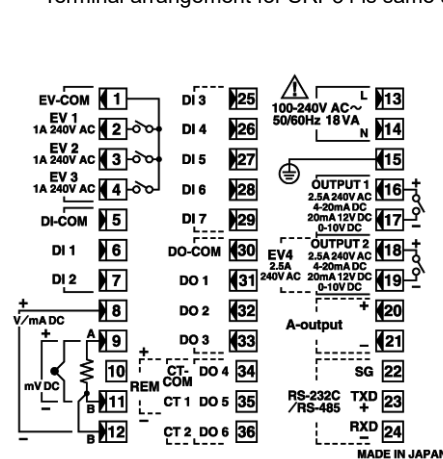 Terminal arrangement for
EV-COM 1
EV 1
1A 240V AC 2
EV 2
1A 240V AC 3
EV 3
1A 240V AC 4
DI-COM 5
DI 1 6
DI 2 7
+ 8
V/mA DC
A 9
+
10
mV DC
− B 11
− B 12
DI 3 25
DI 4 26
DI 5 27
DI 6 28
DI 7 29
DO-COM 30
DO 1 31
DO 2 32
DO 3 33
+
REM
−
CT-COM DO 4 34
CT 1 DO 5 35
CT 2 DO 6 36
L 13
100-240V AC~
50/60Hz 18VA
N 14
15
OUTPUT 1 16 +
2.5A 240V AC
4-20mA DC
20mA 12V DC 17 −
0-10V DC
EV4
2.5A
240V AC
OUTPUT 2 18 +
2.5A 240V AC
4-20mA DC
20mA 12V DC 19 −
0-10V DC
+ 20
A-output
− 21
SG 22
RS-232C
/RS-485
TXD 23
+
RXD 24
−
MADE IN JAPAN